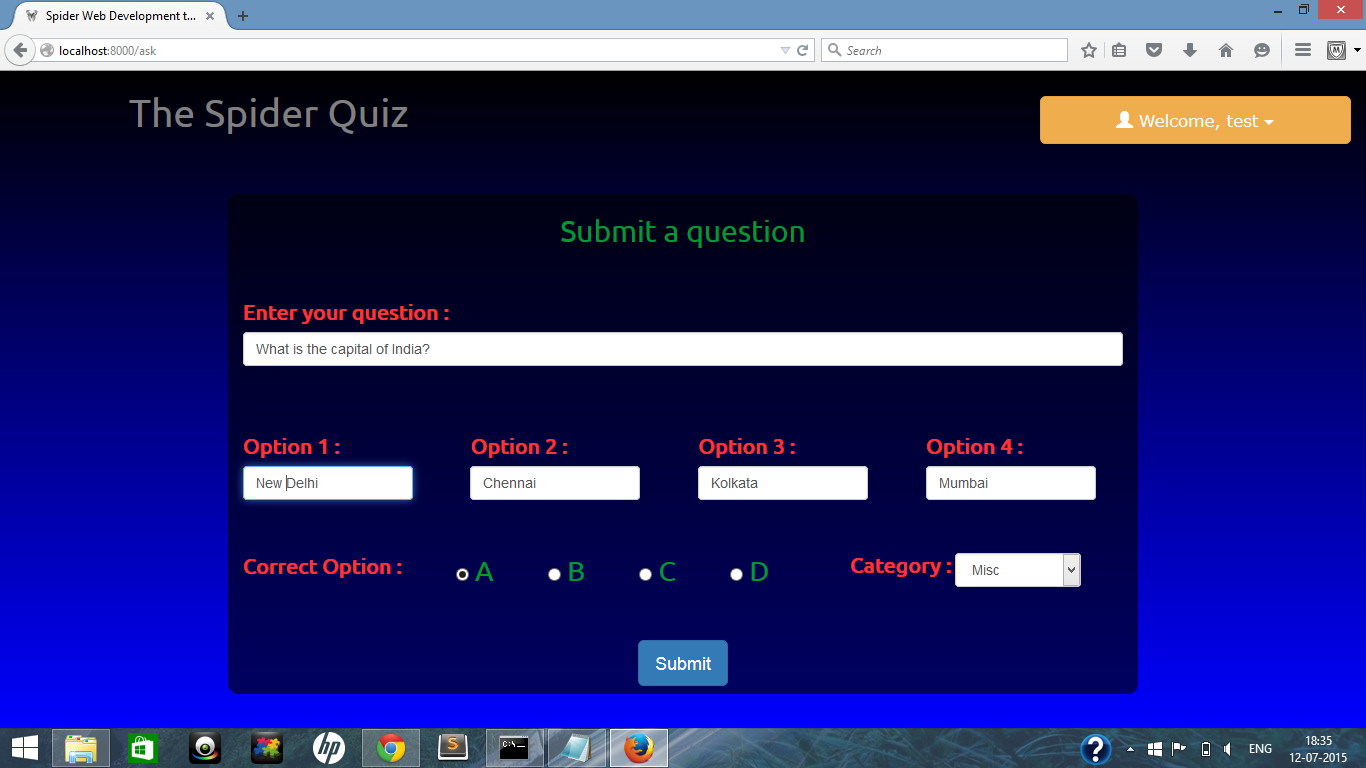 Spider Web Development t...
localhost:8000/ask
Search
The Spider Quiz
Welcome, test
Submit a question
Enter your question :
What is the capital of India?
Option 1 : Option 2 : Option 3 : Option 4 :
New Delhi Chennai Kolkata Mumbai
Correct Option : A B C D Category : Misc
Submit
hp S C:\_ ? ENG 18:35
12-07-2015